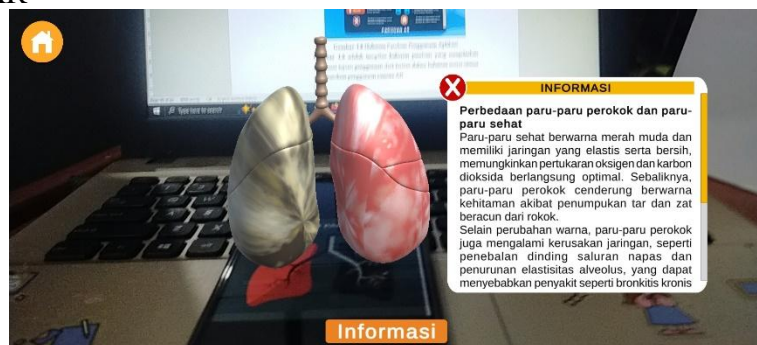 INFORMASI
Perbedaan paru-paru perokok dan paru-
paru sehat
Paru-paru sehat berwarna merah muda dan
memiliki jaringan yang elastis serta bersih,
memungkinkan pertukaran oksigen dan karbon
dioksida berlangsung optimal. Sebaliknya,
paru-paru perokok cenderung berwarna
kehitaman akibat penumpukan tar dan zat
beracun dari rokok.
Selain perubahan warna, paru-paru perokok
juga mengalami kerusakan jaringan, seperti
penebalan dinding saluran napas dan
penurunan elastisitas alveolus, yang dapat
menyebabkan penyakit seperti bronkitis kronis
Informasi